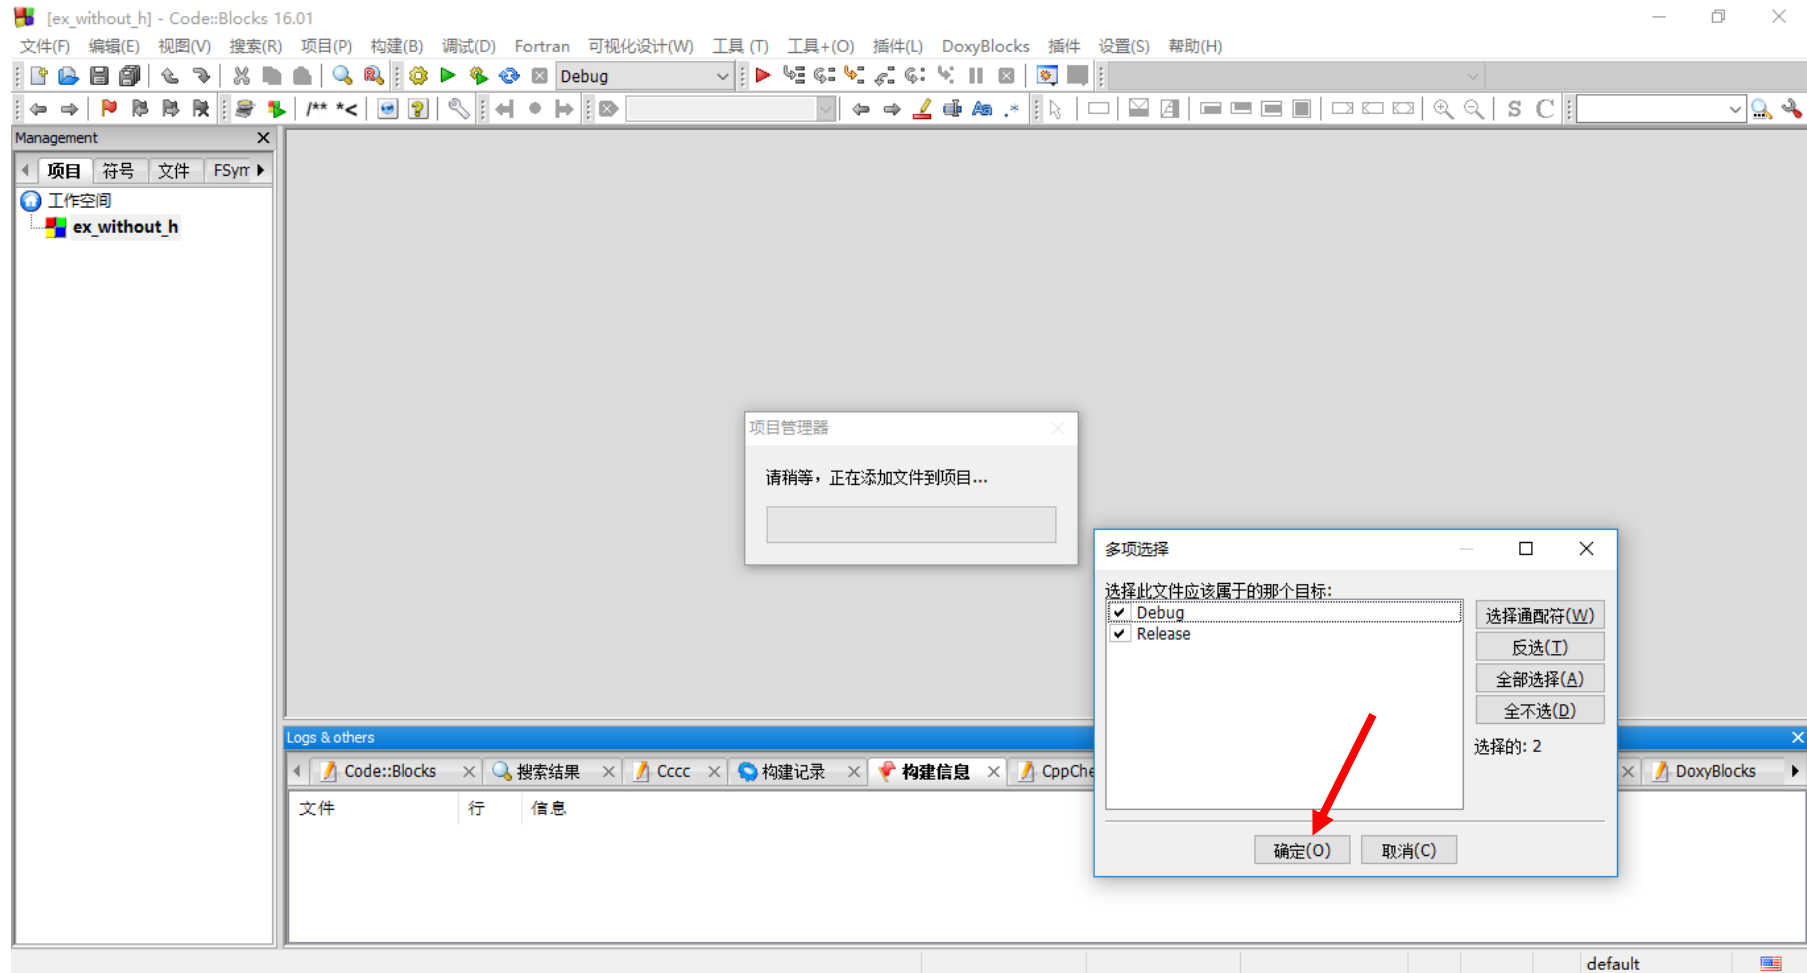 [ex_without_h] - Code::Blocks 16.01
文件(F) 编辑(E) 视图(V) 搜索(R) 项目(P) 构建(B) 调试(D) Fortran 可视化设计(W) 工具 (T) 工具+(O) 插件(L) DoxyBlocks 插件 设置(S) 帮助(H)
Debug
/** *<
S C
Management
项目 符号 文件 FSym
工作空间
ex_without_h
项目管理器
请稍等，正在添加文件到项目...
多项选择
选择此文件应该属于的那个目标:
Debug
Release
选择通配符(W)
反选(T)
全部选择(A)
全不选(D)
选择的: 2
确定(O) 取消(C)
Logs & others
Code::Blocks 搜索结果 Cccc 构建记录 构建信息 CppChe DoxyBlocks
文件 行 信息
default